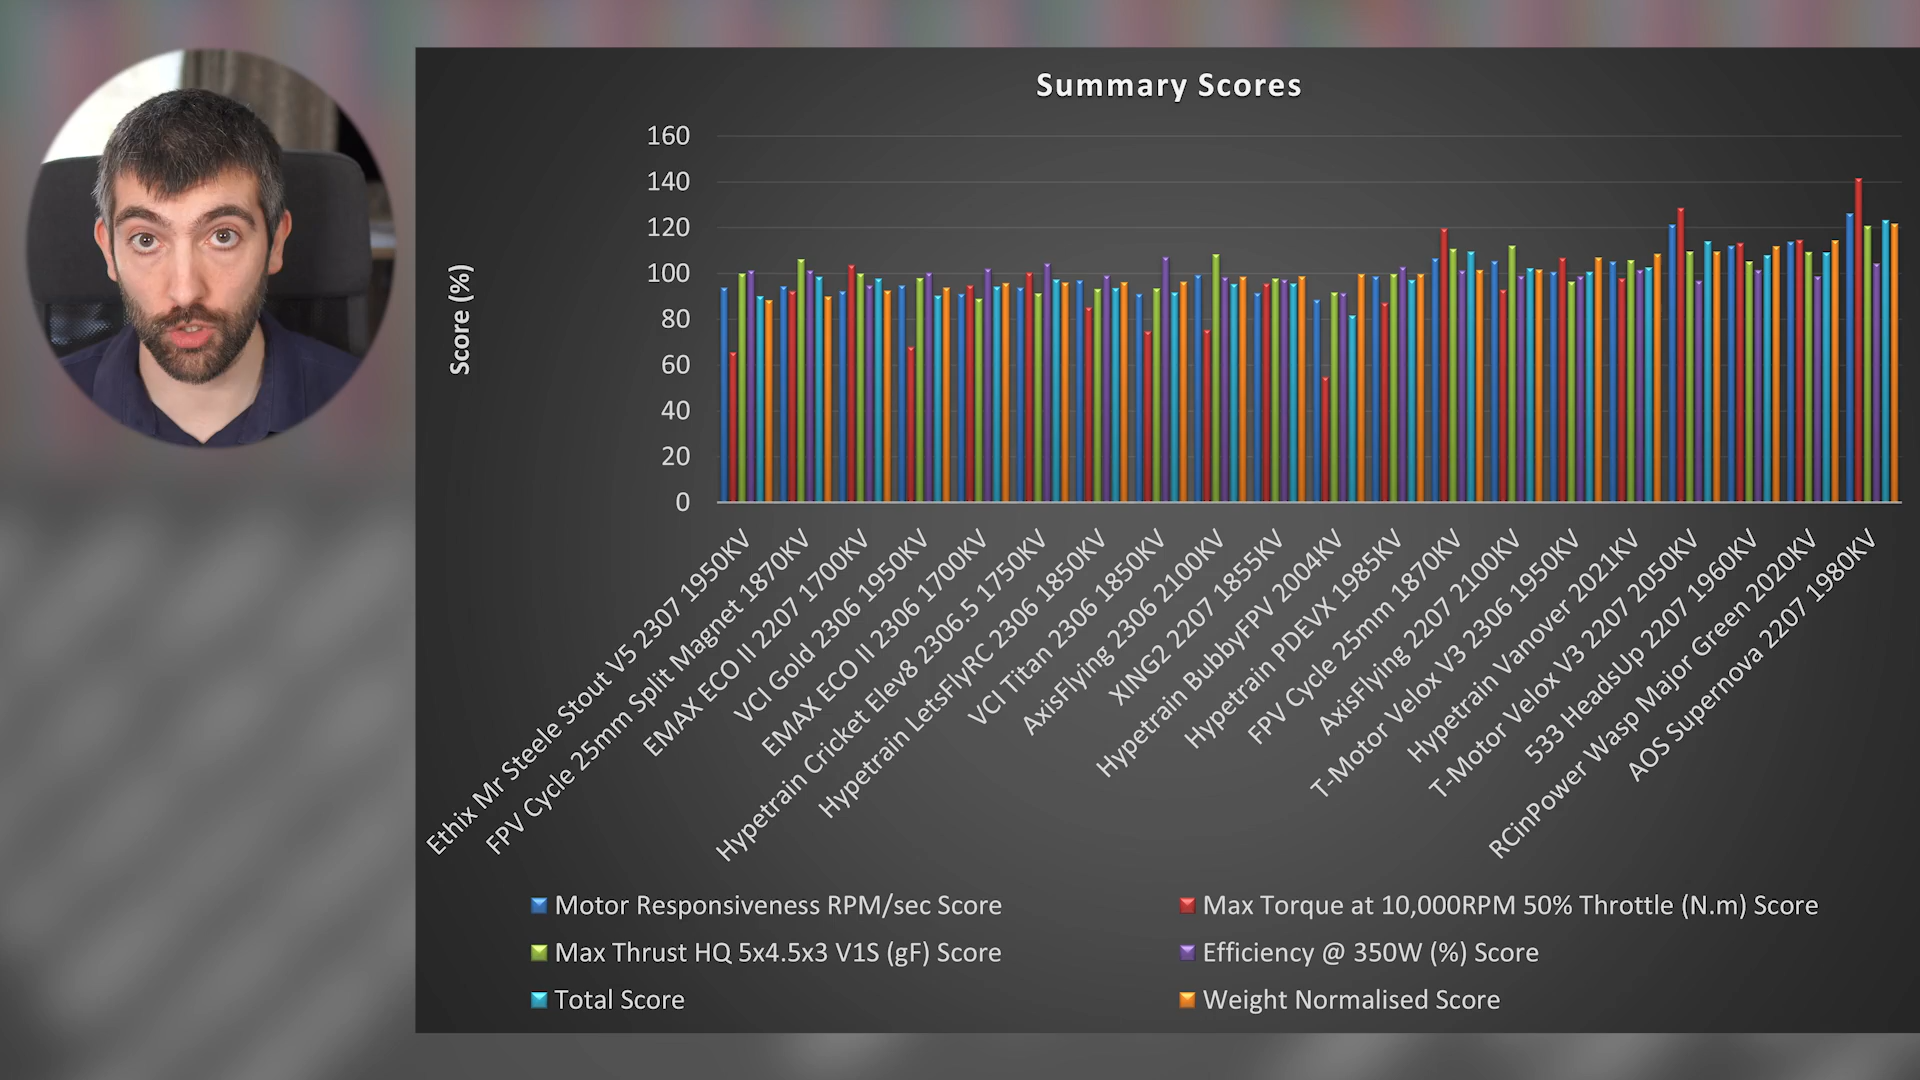 Summary Scores
Score (%)
160
140
120
100
80
60
40
20
0
Ethix Mr Steele Stout V5 2307 1950KV
FPV Cycle 25mm Split Magnet 1870KV
EMAX ECO II 2207 1700KV
VCI Gold 2306 1950KV
EMAX ECO II 2306 1700KV
Hypetrain Cricket Elev8 2306.5 1750KV
Hypetrain LetsFlyRC 2306 1850KV
VCI Titan 2306 1850KV
AxisFlying 2306 2100KV
XING2 2207 1855KV
Hypetrain BubbyFPV 2004KV
Hypetrain PDEVX 1985KV
FPV Cycle 25mm 1870KV
AxisFlying 2207 2100KV
T-Motor Velox V3 2306 1950KV
Hypetrain Vanover 2021KV
T-Motor Velox V3 2207 2050KV
533 HeadsUp 2207 1960KV
RCinPower Wasp Major Green 2020KV
AOS Supernova 2207 1980KV
Motor Responsiveness RPM/sec Score
Max Torque at 10,000RPM 50% Throttle (N.m) Score
Max Thrust HQ 5x4.5x3 V1S (gF) Score
Efficiency @ 350W (%) Score
Total Score
Weight Normalised Score